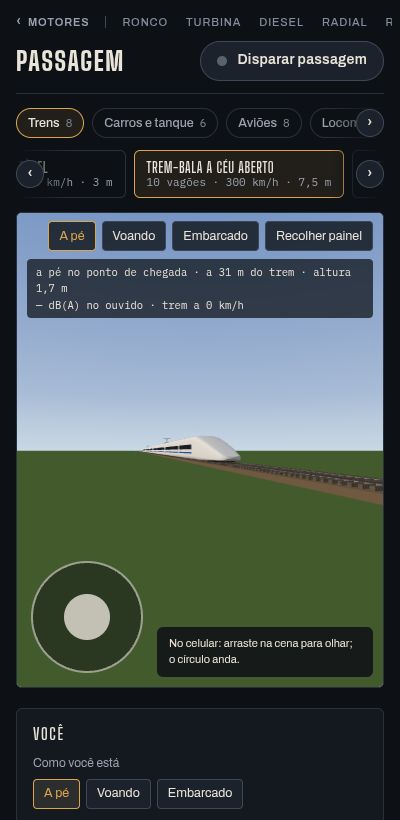 ‹ MOTORES RONCO TURBINA DIESEL RADIAL
PASSAGEM
Disparar passagem
Trens 8 Carros e tanque 6 Aviões 8 Locom ›
‹ km/h · 3 m
TREM-BALA A CÉU ABERTO
10 vagões · 300 km/h · 7,5 m
›
A pé Voando Embarcado Recolher painel
a pé no ponto de chegada · a 31 m do trem · altura
1,7 m
— dB(A) no ouvido · trem a 0 km/h
No celular: arraste na cena para olhar;
o círculo anda.
VOCÊ
Como você está
A pé Voando Embarcado